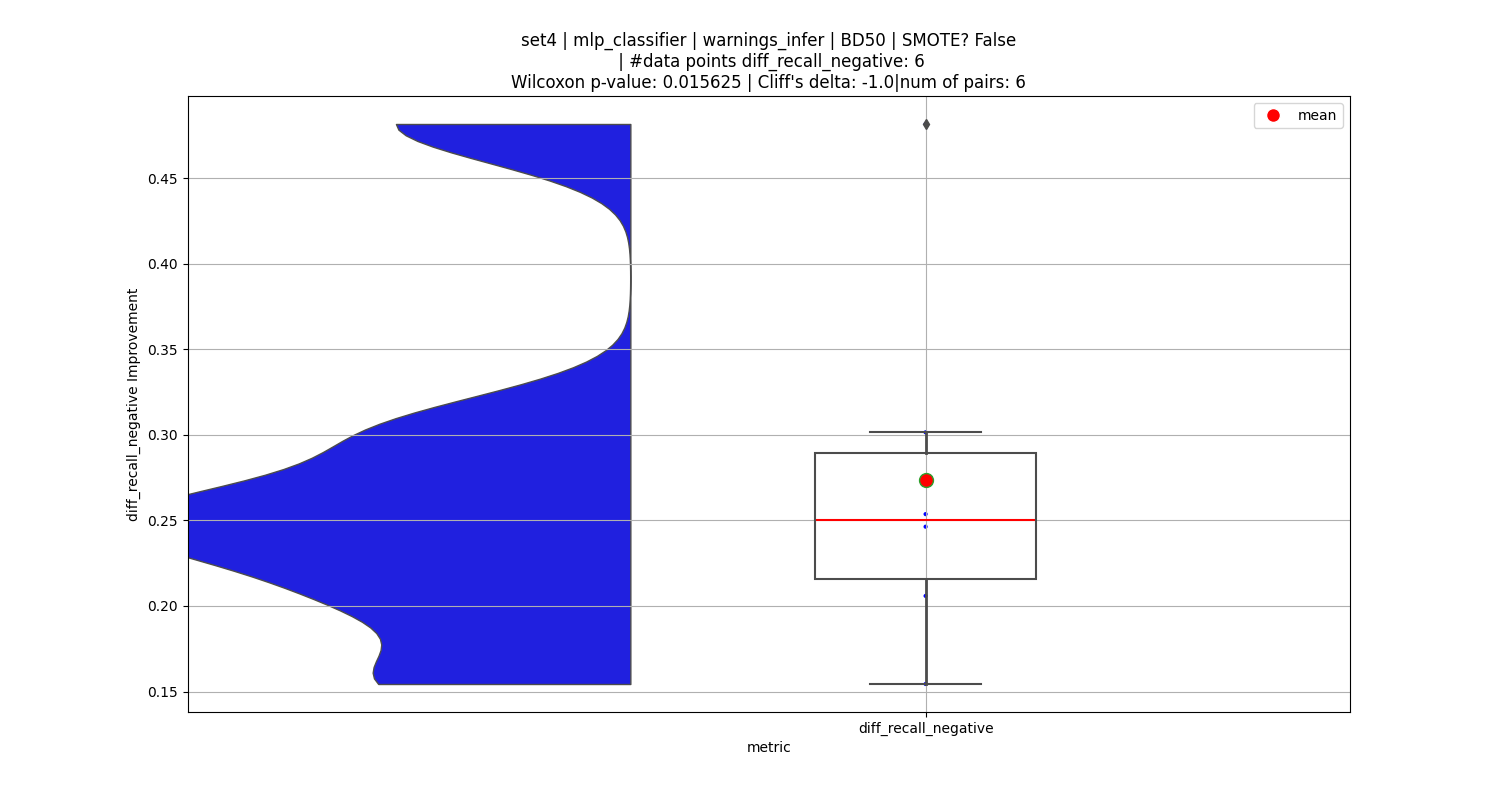 set4 | mlp_classifier | warnings_infer | BD50 | SMOTE? False
| #data points diff_recall_negative: 6
Wilcoxon p-value: 0.015625 | Cliff's delta: -1.0|num of pairs: 6
mean
diff_recall_negative Improvement
0.45
0.40
0.35
0.30
0.25
0.20
0.15
diff_recall_negative
metric